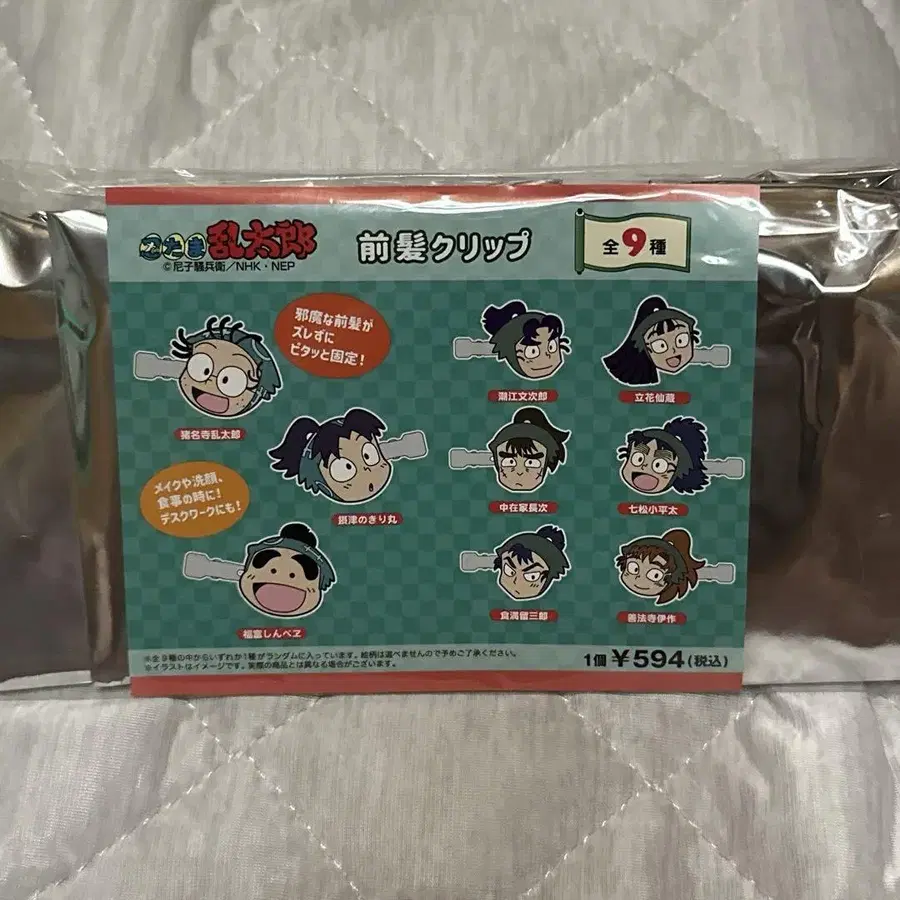 忍たま乱太郎
©尼子騒兵衛/NHK・NEP
前髪クリップ
全9種
邪魔な前髪が
ズレずに
ピタッと固定!
猪名寺乱太郎
摂津のきり丸
メイクや洗顔、
食事の時に!
デスクワークにも!
福富しんべヱ
潮江文次郎
立花仙蔵
中在家長次
七松小平太
食満留三郎
善法寺伊作
※全9種の中からいずれか1種がランダムに入っています。絵柄は選べませんので予めご了承ください。
※イラストはイメージです。実際の商品とは異なる場合がございます。
1個 ¥594(税込)